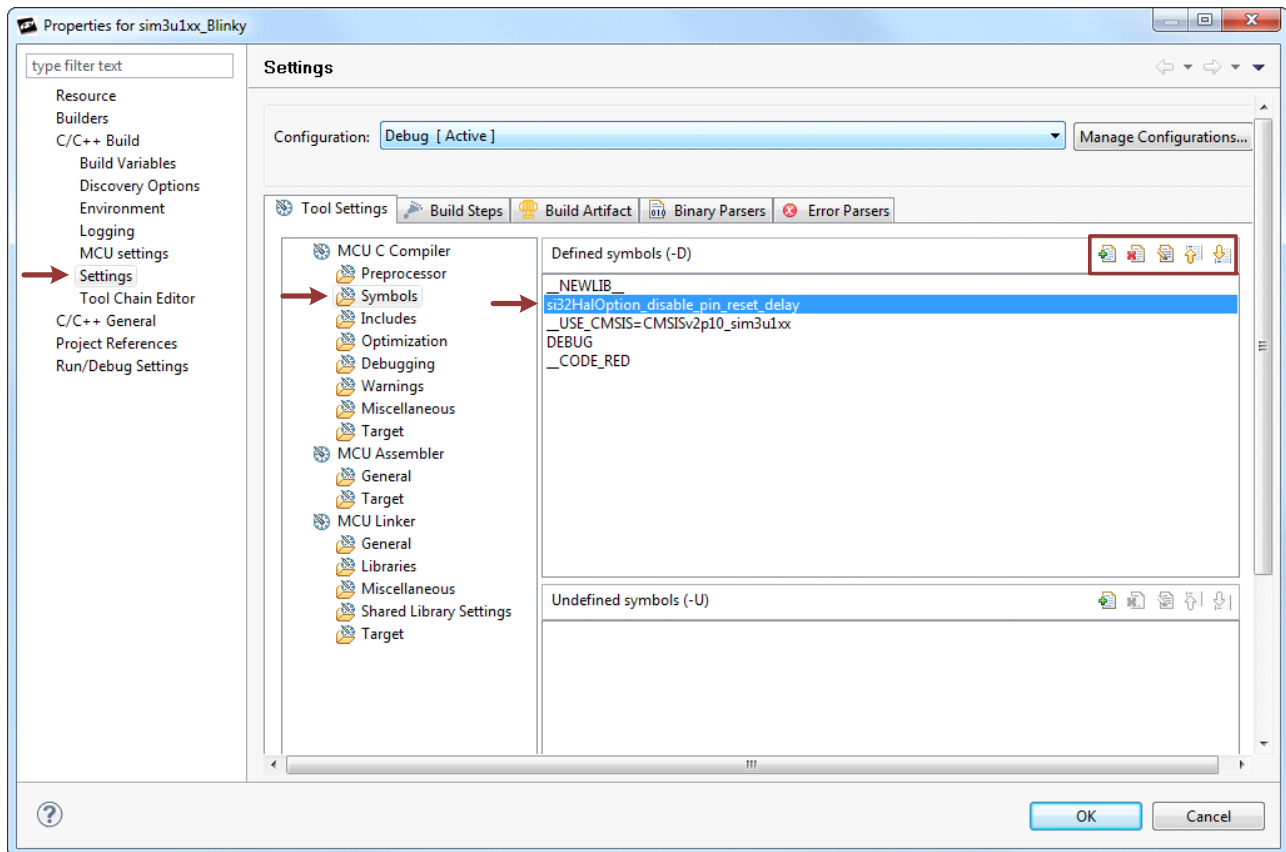 Properties for sim3u1xx_Blinky
type filter text
Resource
Builders
C/C++ Build
Build Variables
Discovery Options
Environment
Logging
MCU settings
Settings
Tool Chain Editor
C/C++ General
Project References
Run/Debug Settings
Settings
Configuration: Debug [ Active ] Manage Configurations...
Tool Settings Build Steps Build Artifact Binary Parsers Error Parsers
MCU C Compiler
Preprocessor
Symbols
Includes
Optimization
Debugging
Warnings
Miscellaneous
Target
MCU Assembler
General
Target
MCU Linker
General
Libraries
Miscellaneous
Shared Library Settings
Target
Defined symbols (-D)
__NEWLIB__
si32HalOption_disable_pin_reset_delay
__USE_CMSIS=CMSISv2p10_sim3u1xx
DEBUG
__CODE_RED
Undefined symbols (-U)
OK Cancel